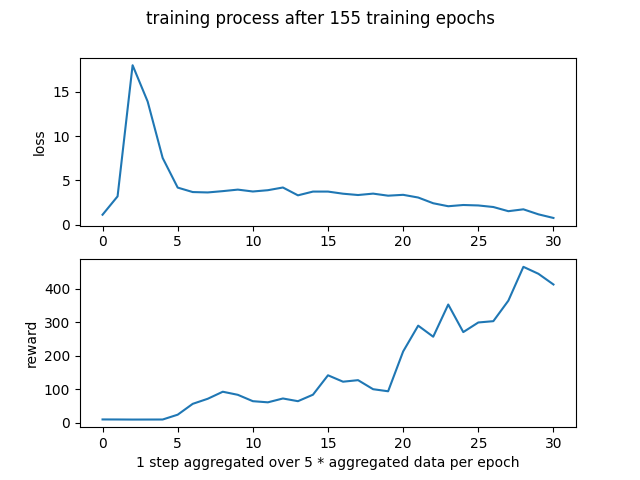 training process after 155 training epochs
15
10
5
0
loss
0 5 10 15 20 25 30
400
300
200
100
0
reward
0 5 10 15 20 25 30
1 step aggregated over 5 * aggregated data per epoch